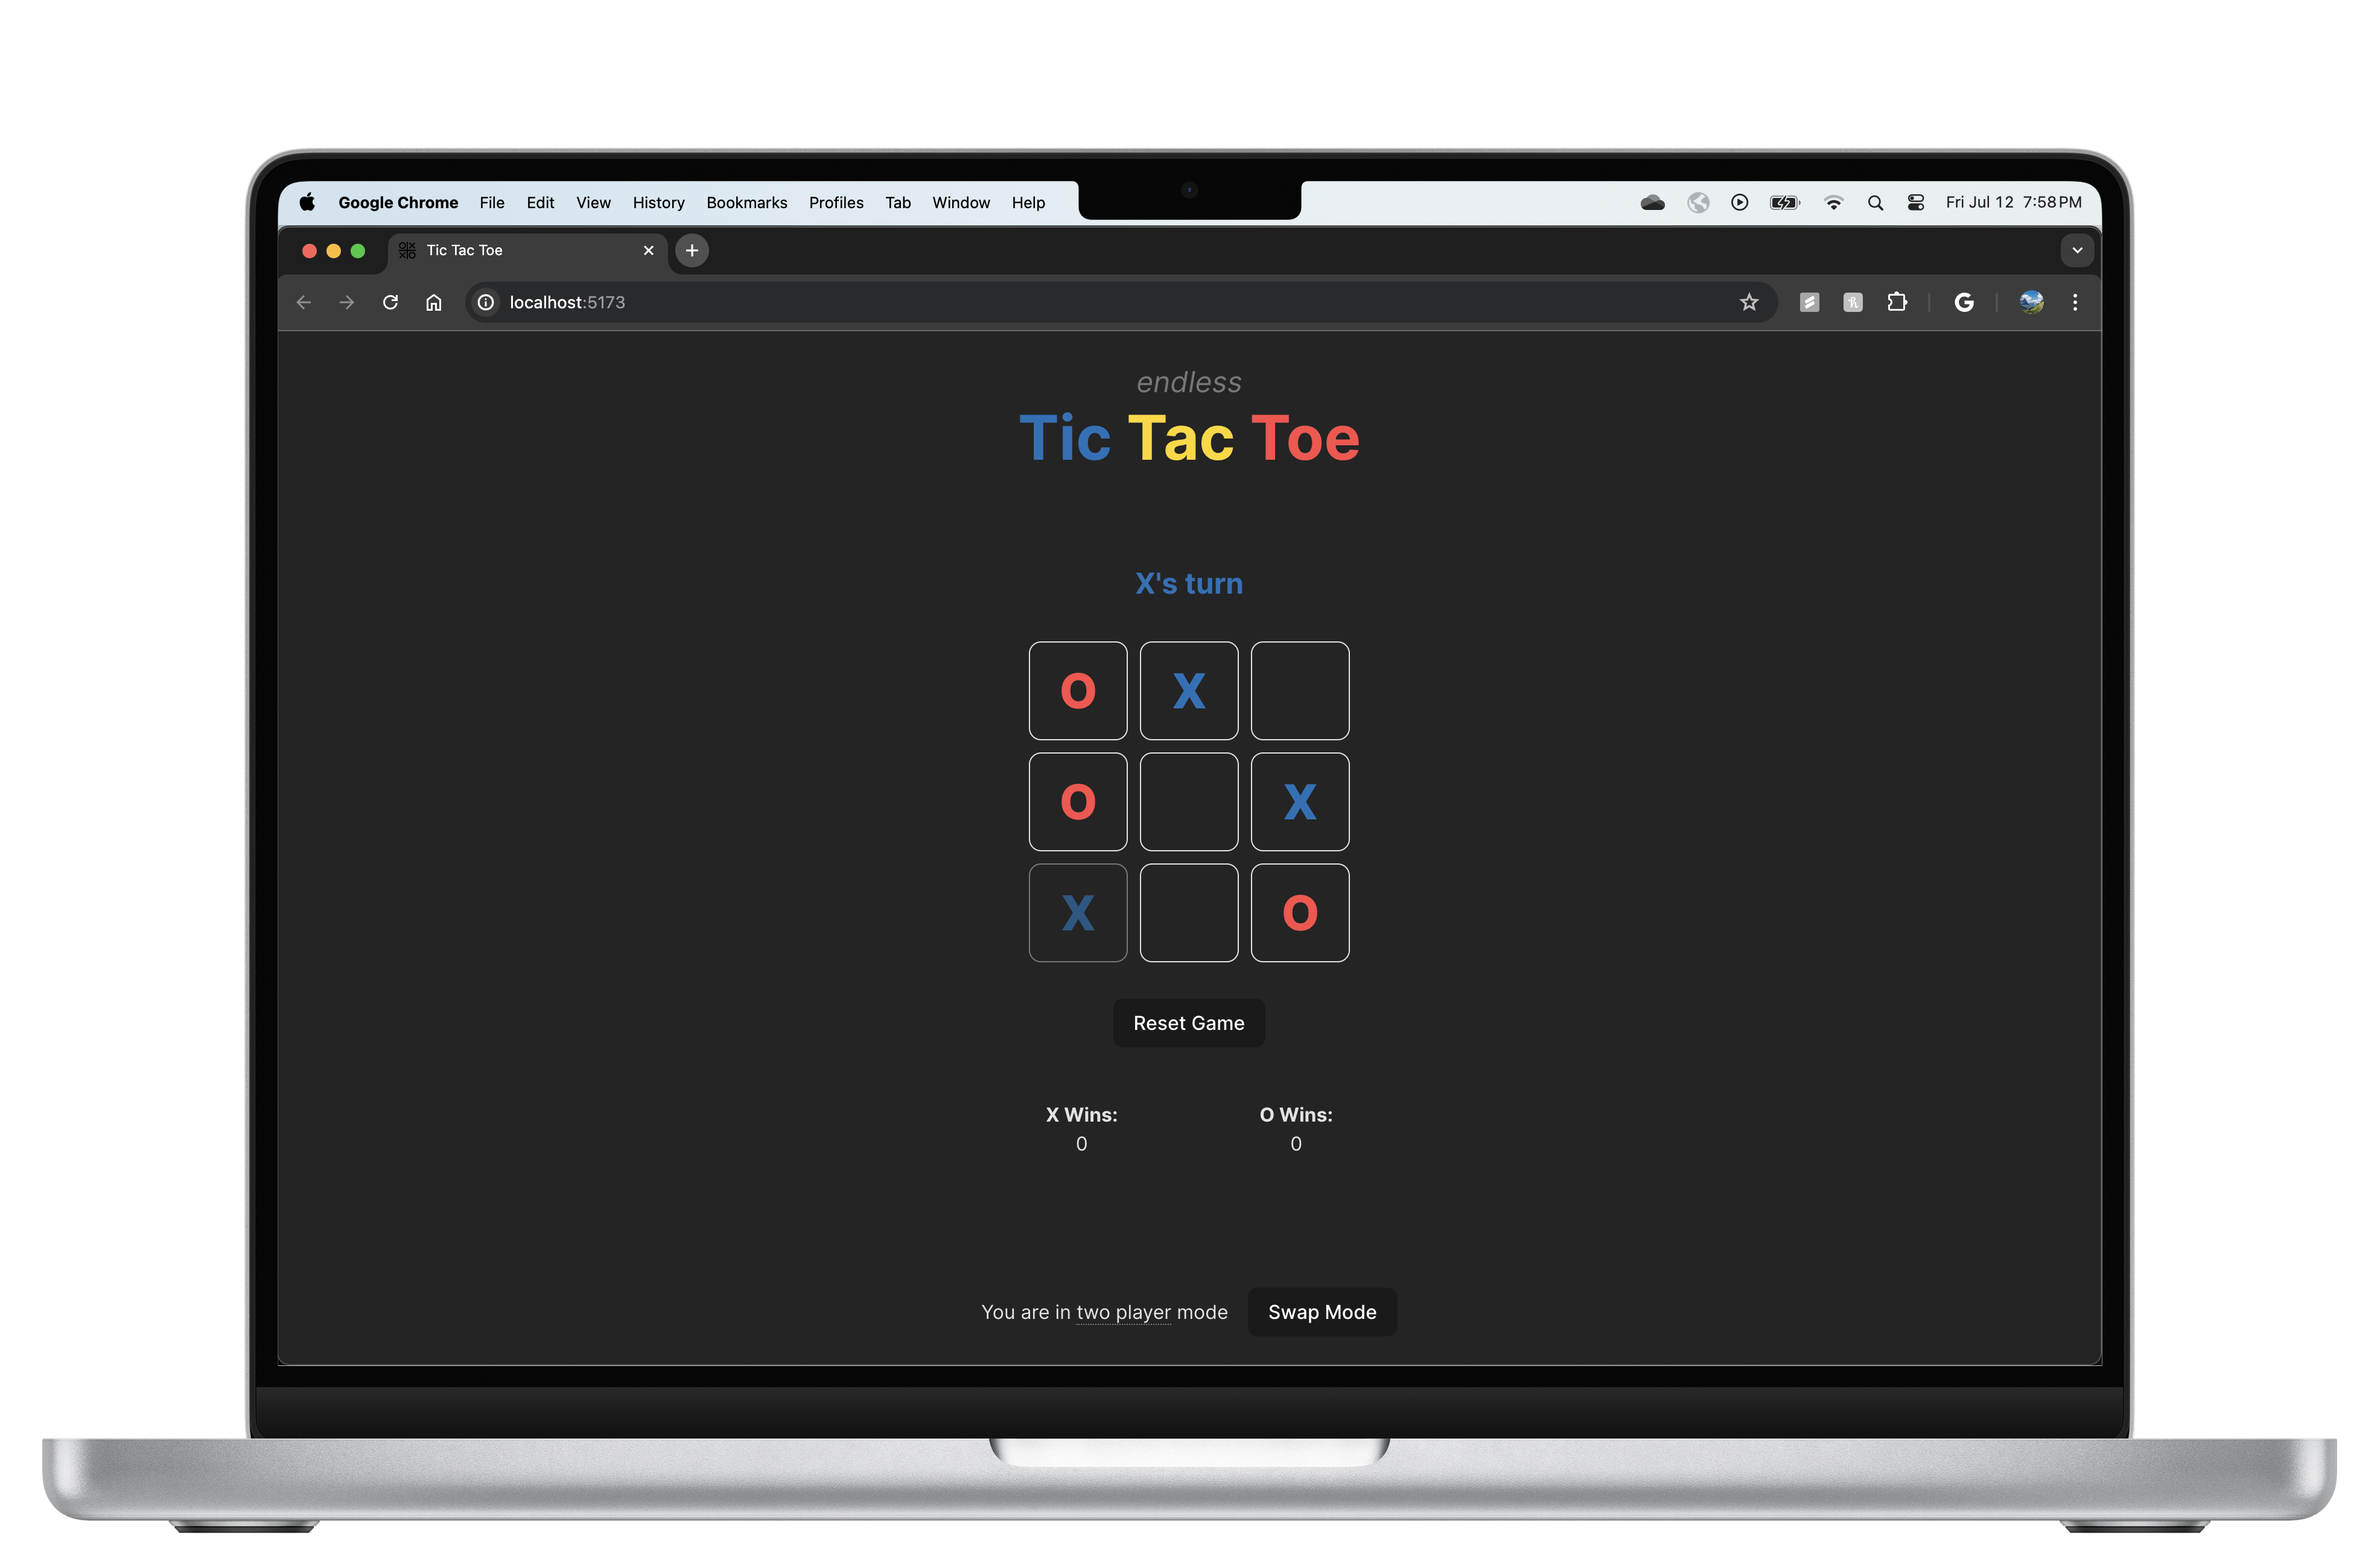 Google Chrome File Edit View History Bookmarks Profiles Tab Window Help Fri Jul 12 7:58 PM
Tic Tac Toe
localhost:5173
endless
Tic Tac Toe
X's turn
O X
O X
X O
Reset Game
X Wins: O Wins:
0 0
You are in two player mode Swap Mode